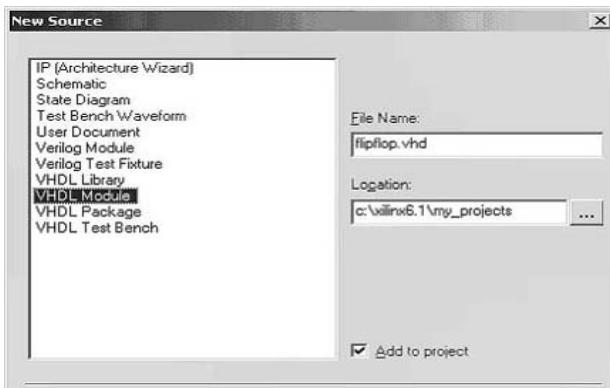 New Source
IP (Architecture Wizard)
Schematic
State Diagram
Test Bench Waveform
User Document
Verilog Module
Verilog Test Fixture
VHDL Library
VHDL Module
VHDL Package
VHDL Test Bench
File Name:
flipflop.vhd
Location:
c:\xilinx6.1\my_projects
...
Add to project